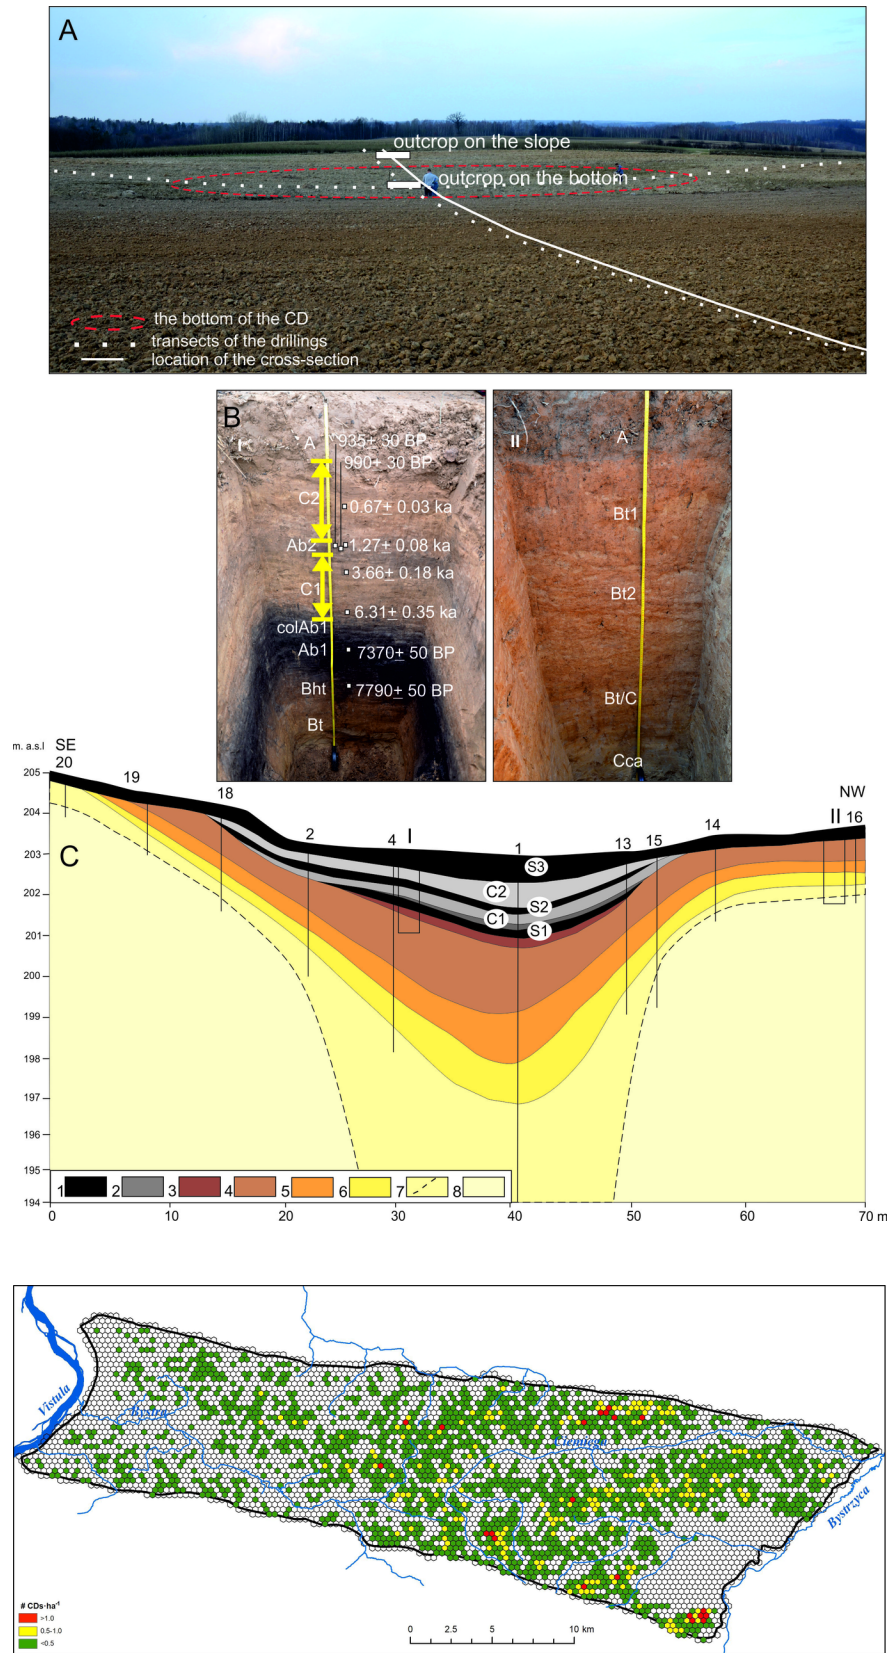 A
outcrop on the slope
outcrop on the bottom
the bottom of the CD
transects of the drillings
location of the cross-section
B
I
A
935± 30 BP
990± 30 BP
C2
0.67± 0.03 ka
Ab2
1.27± 0.08 ka
3.66± 0.18 ka
C1
6.31± 0.35 ka
colAb1
Ab1
7370± 50 BP
Bht
7790± 50 BP
Bt
II
A
Bt1
Bt2
Bt/C
Cca
m. a.s.l
SE
NW
20
19
18
2
4
I
1
13
15
14
II
16
C
205
204
203
202
201
200
199
198
197
196
195
194
S3
C2
S2
C1
S1
1
2
3
4
5
6
7
8
0
10
20
30
40
50
60
70 m
Vistula
Bystra
Ciemięga
Bystrzyca
# CDs·ha⁻¹
>1.0
0.5-1.0
<0.5
0 2.5 5 10 km